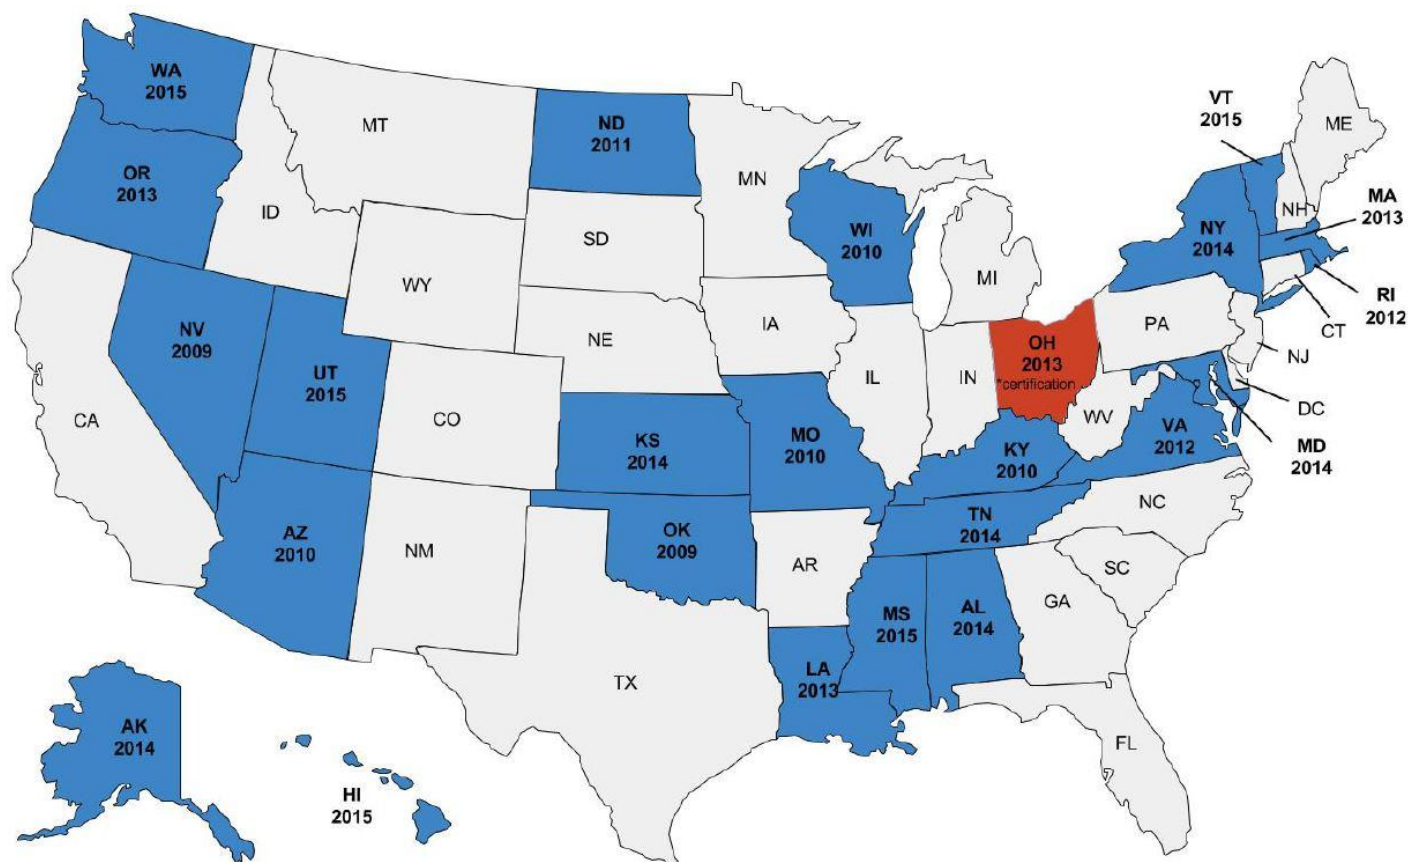 WA
2015
MT
ND
2011
VT
2015
ME
OR
2013
MN
ID
NH
MA
2013
SD
WI
2010
NY
2014
WY
MI
RI
2012
NV
2009
IA
PA
CT
NE
OH
2013
*certification
NJ
UT
2015
IL
IN
CA
CO
WV
DC
KS
2014
MO
2010
KY
2010
VA
2012
MD
2014
NC
AZ
2010
NM
OK
2009
TN
2014
AR
SC
GA
MS
2015
AL
2014
TX
LA
2013
AK
2014
FL
HI
2015